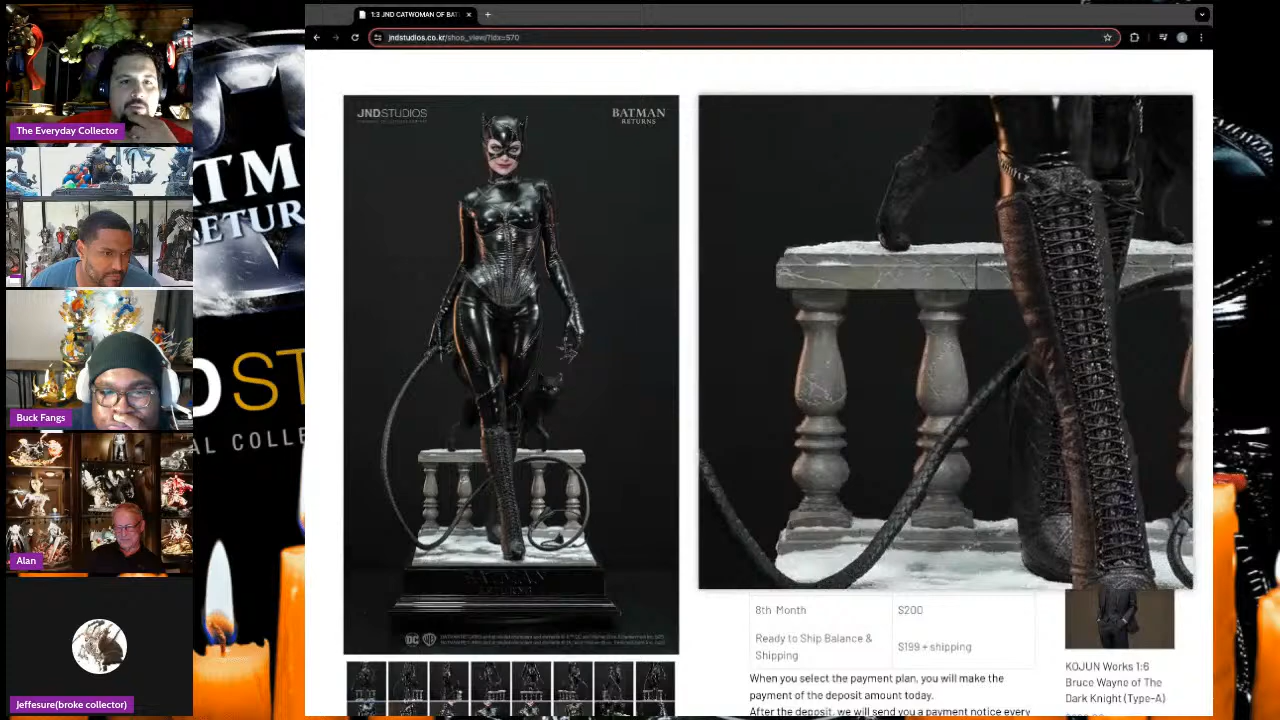 1:3 JND CATWOMAN OF BAT
jndstudios.co.kr/shop_view/?idx=570
The Everyday Collector
Buck Fangs
Alan
Jeffesure(broke collector)
JNDSTUDIOS
BATMAN
RETURNS
BATMAN
RETURNS
DC
8th Month
$200
Ready to Ship Balance &
Shipping
$199 + shipping
When you select the payment plan, you will make the
payment of the deposit amount today.
After the deposit, we will send you a payment notice every
KOJUN Works 1:6
Bruce Wayne of The
Dark Knight (Type-A)